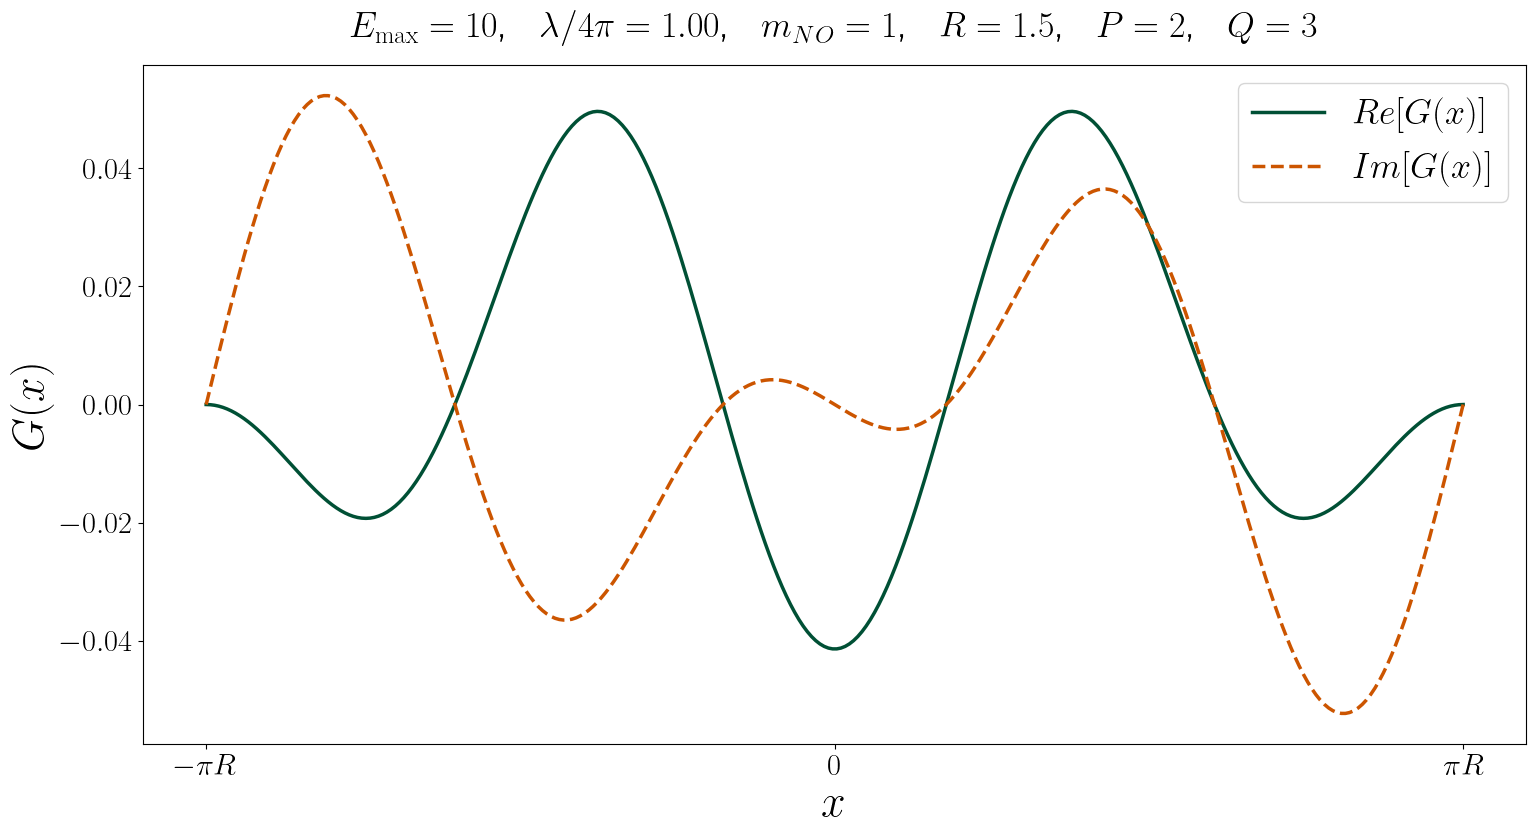 E_max = 10, λ/4π = 1.00, m_NO = 1, R = 1.5, P = 2, Q = 3
Re[G(x)]
Im[G(x)]
G(x)
0.04
0.02
0.00
−0.02
−0.04
−πR 0 πR
x